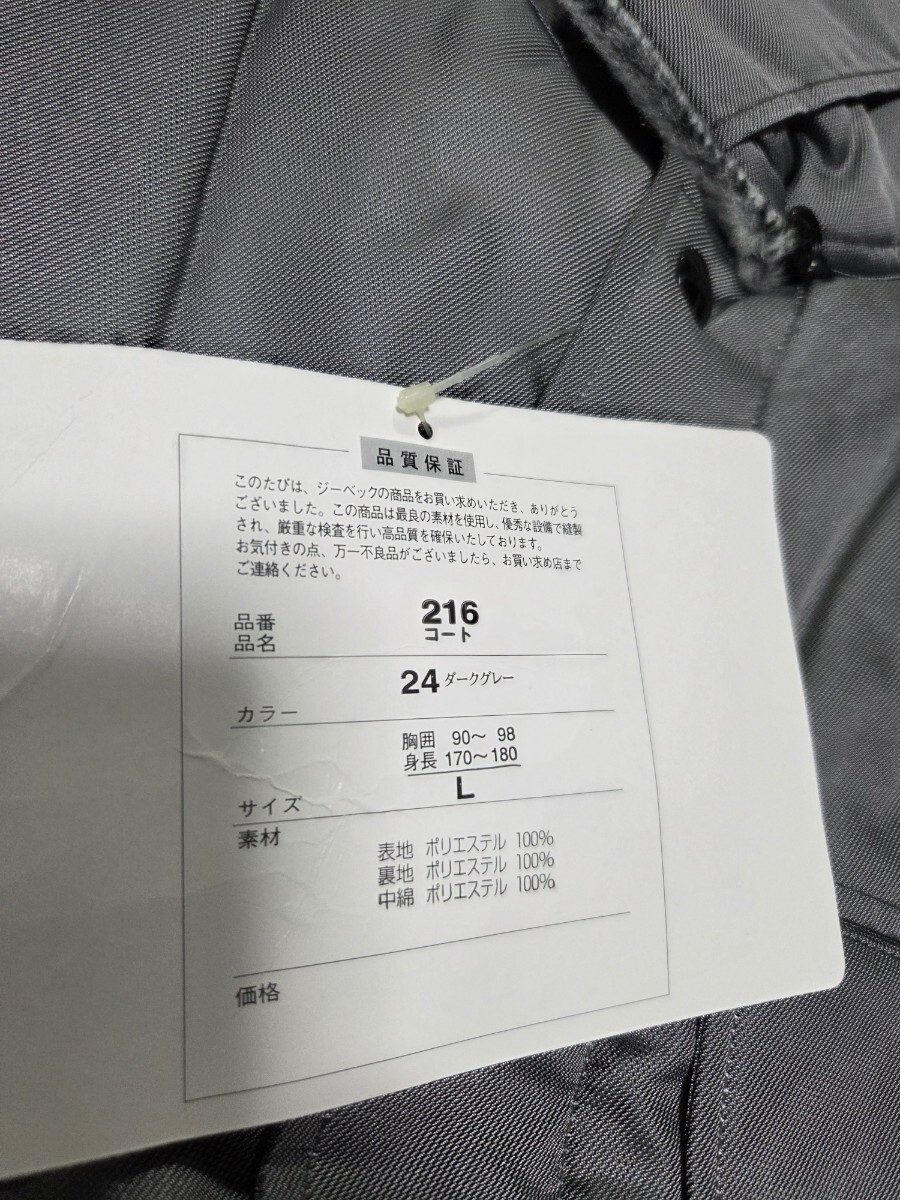 品質保証
このたびは、ジーベックの商品をお買い求めいただき、ありがとう
ございました。この商品は最良の素材を使用し、優秀な設備で縫製
され、厳重な検査を行い高品質を確保いたしております。
お気付きの点、万一不良品がございましたら、お買い求め店まで
ご連絡ください。
品番 216
品名 コート
カラー 24 ダークグレー
胸囲 90〜 98
身長 170〜180
サイズ L
素材
表地 ポリエステル 100%
裏地 ポリエステル 100%
中綿 ポリエステル 100%
価格